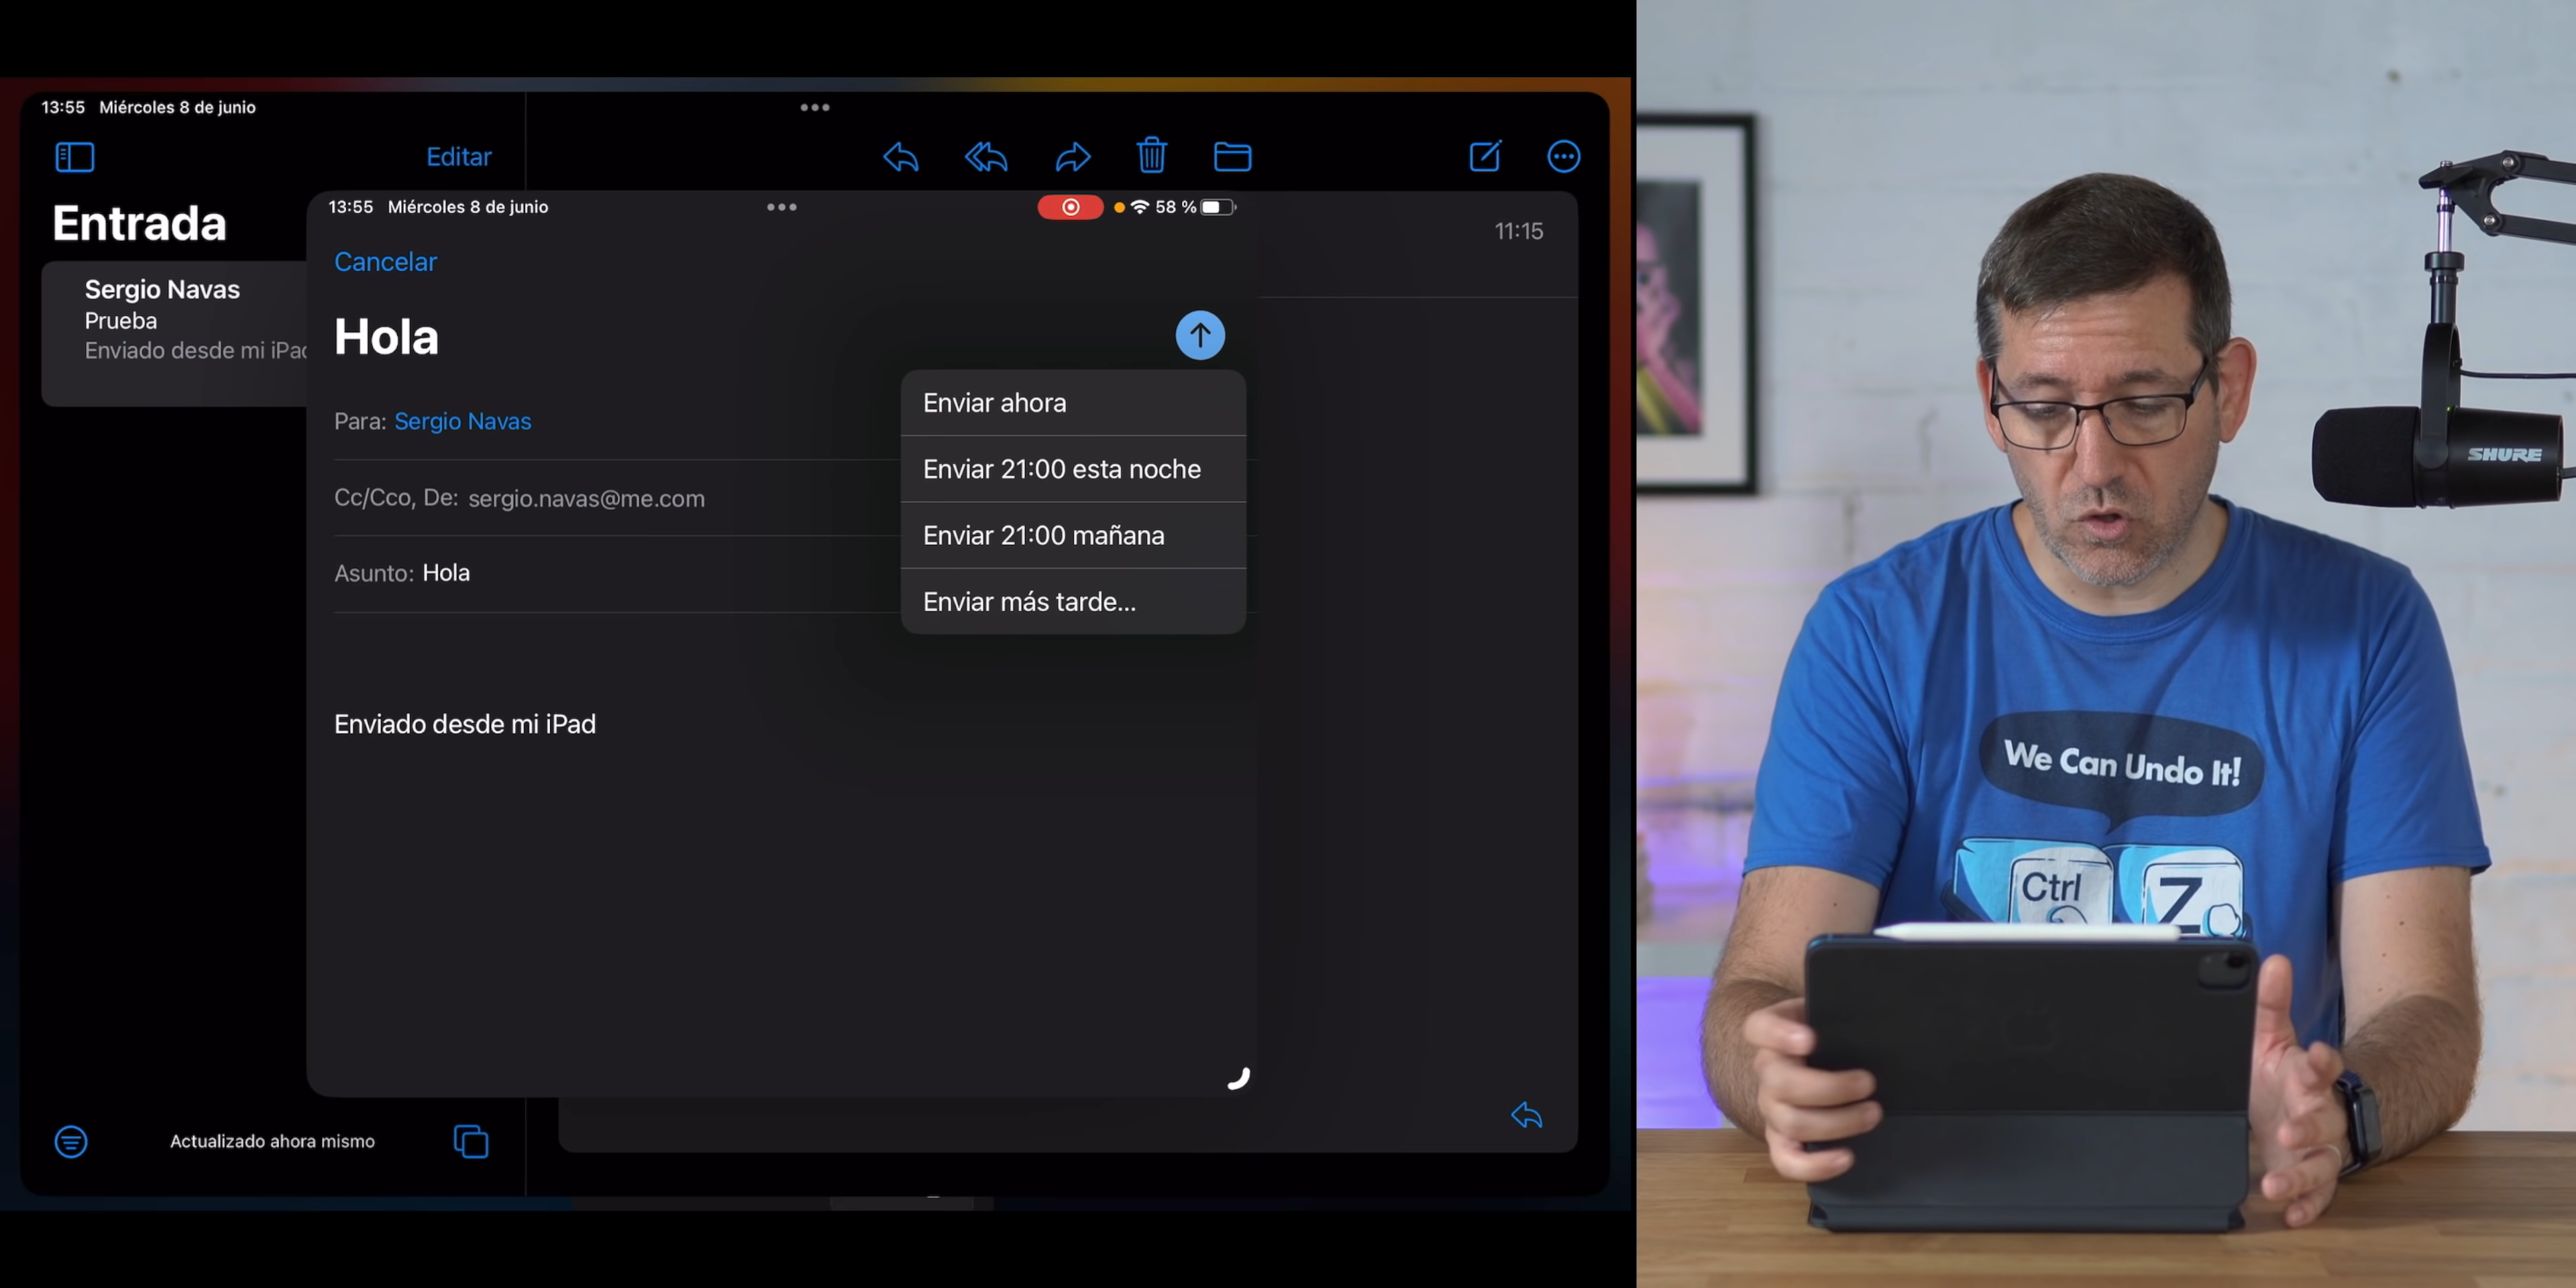 13:55 Miércoles 8 de junio
Editar
Entrada
Sergio Navas
Prueba
Enviado desde mi iPad
13:55 Miércoles 8 de junio
58 %
11:15
Cancelar
Hola
Para: Sergio Navas
Cc/Cco, De: sergio.navas@me.com
Asunto: Hola
Enviar ahora
Enviar 21:00 esta noche
Enviar 21:00 mañana
Enviar más tarde...
Enviado desde mi iPad
Actualizado ahora mismo
SHURE
We Can Undo It!
Ctrl
Z